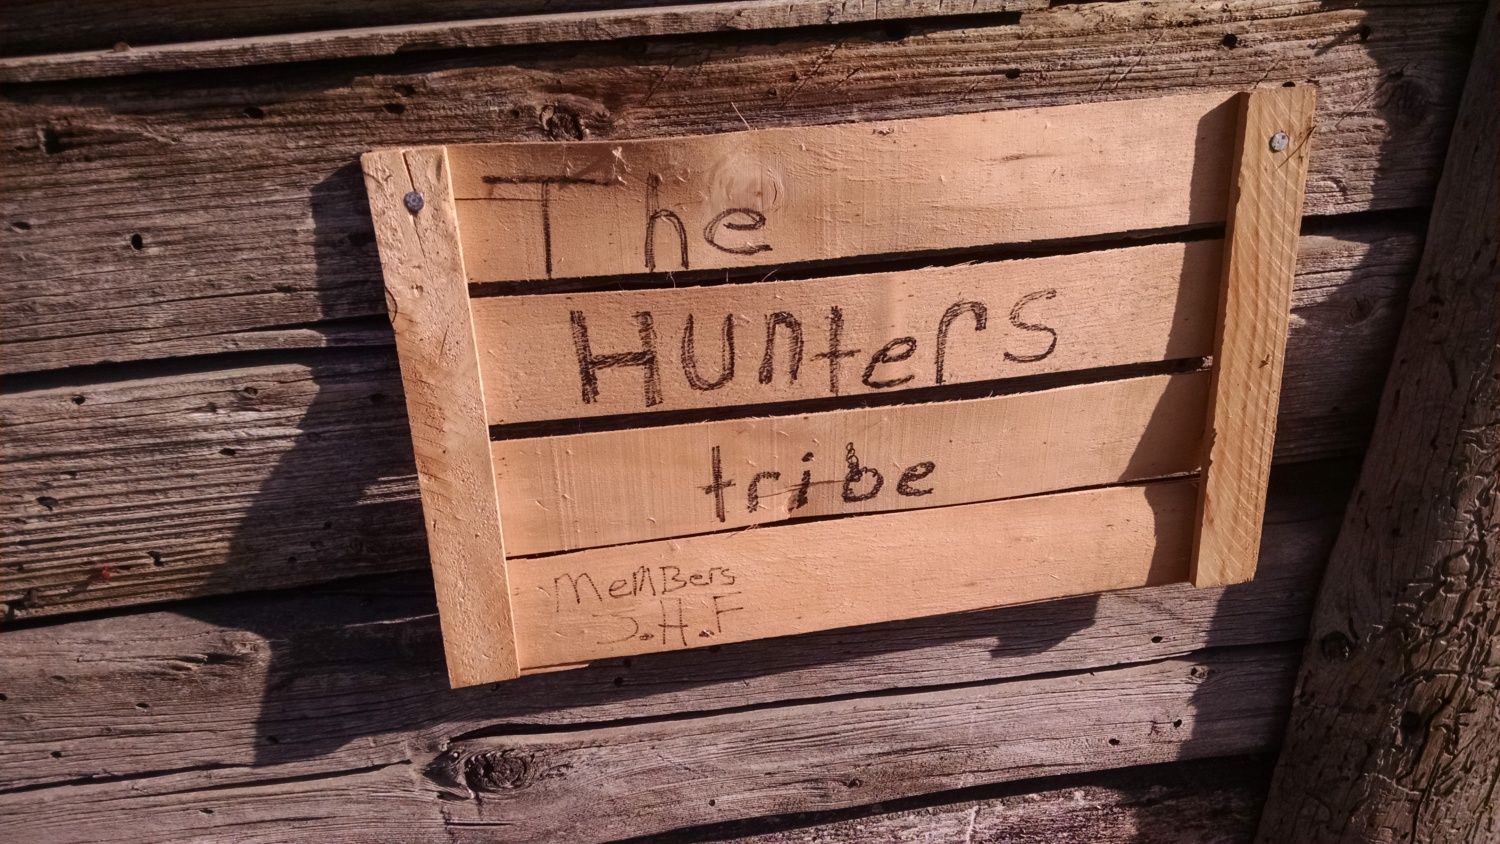 The
HUnters
tribe
MeMBers
J.H.F